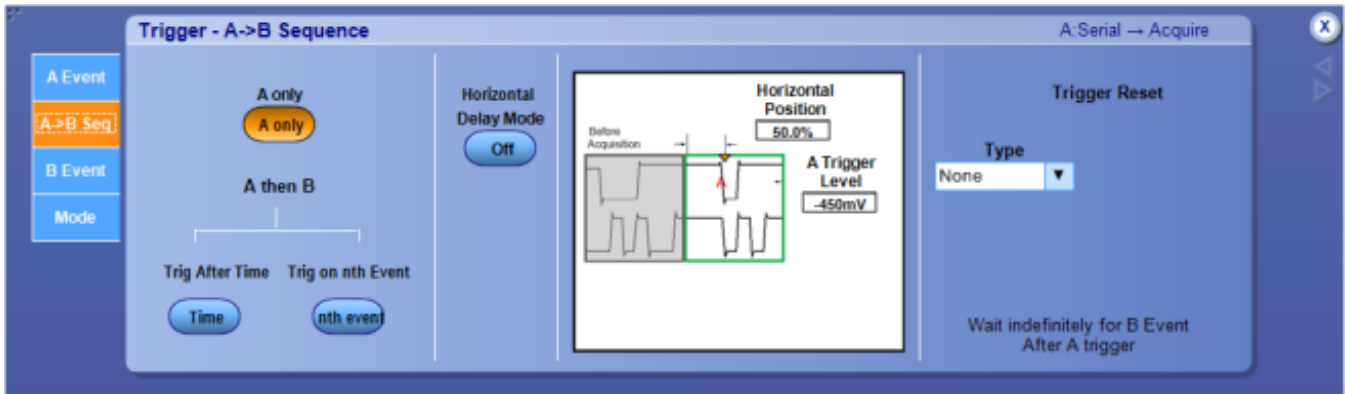 Trigger - A->B Sequence
A:Serial → Acquire
X
A Event
A->B Seq
B Event
Mode
A only
A only
A then B
Trig After Time
Trig on nth Event
Time
nth event
Horizontal
Delay Mode
Off
Before
Acquisition
Horizontal
Position
50.0%
A
A Trigger
Level
-450mV
Trigger Reset
Type
None
Wait indefinitely for B Event
After A trigger